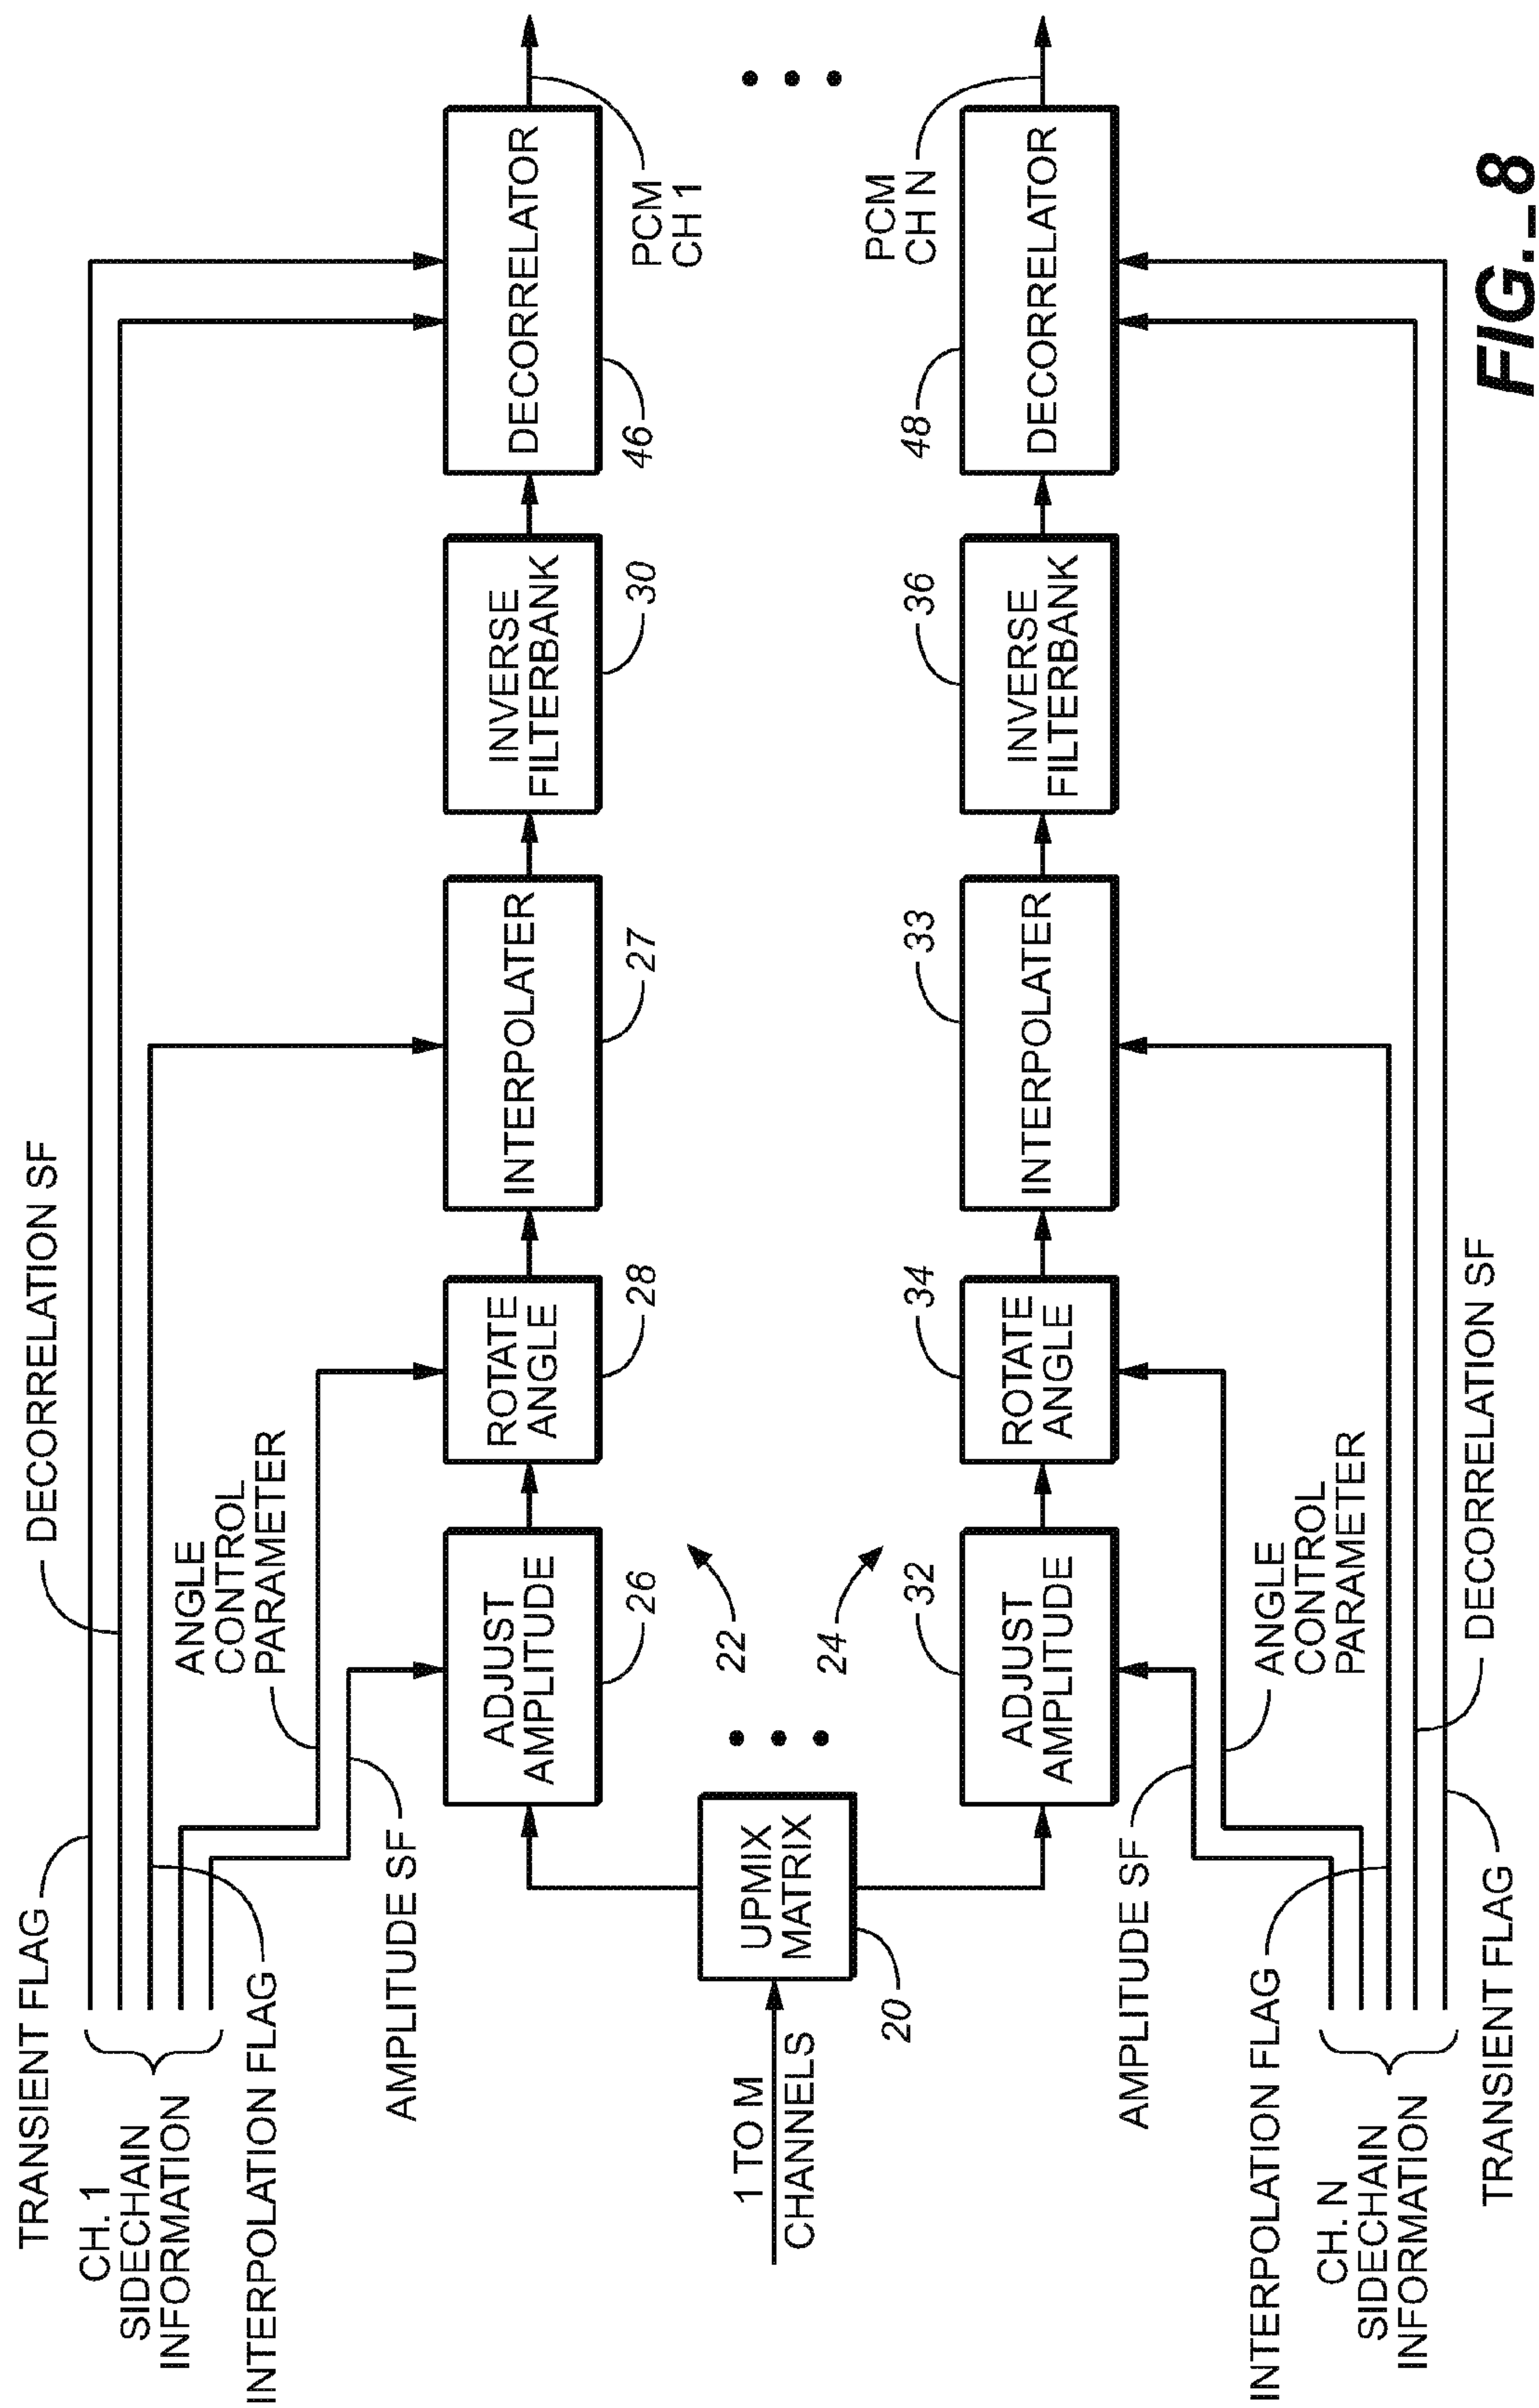 TRANSIENT FLAG
DECORRELATION SF
CH. 1
SIDECHAIN
INFORMATION
INTERPOLATION FLAG
ANGLE
CONTROL
PARAMETER
AMPLITUDE SF
ADJUST
AMPLITUDE
26
ROTATE
ANGLE
28
INTERPOLATER
27
INVERSE
FILTERBANK
30
DECORRELATOR
46
PCM
CH 1
1 TO M
CHANNELS
UPMIX
MATRIX
20
22
24
ADJUST
AMPLITUDE
32
ROTATE
ANGLE
34
INTERPOLATER
33
INVERSE
FILTERBANK
36
DECORRELATOR
48
PCM
CH N
AMPLITUDE SF
ANGLE
CONTROL
PARAMETER
INTERPOLATION FLAG
CH. N
SIDECHAIN
INFORMATION
DECORRELATION SF
TRANSIENT FLAG
FIG._8